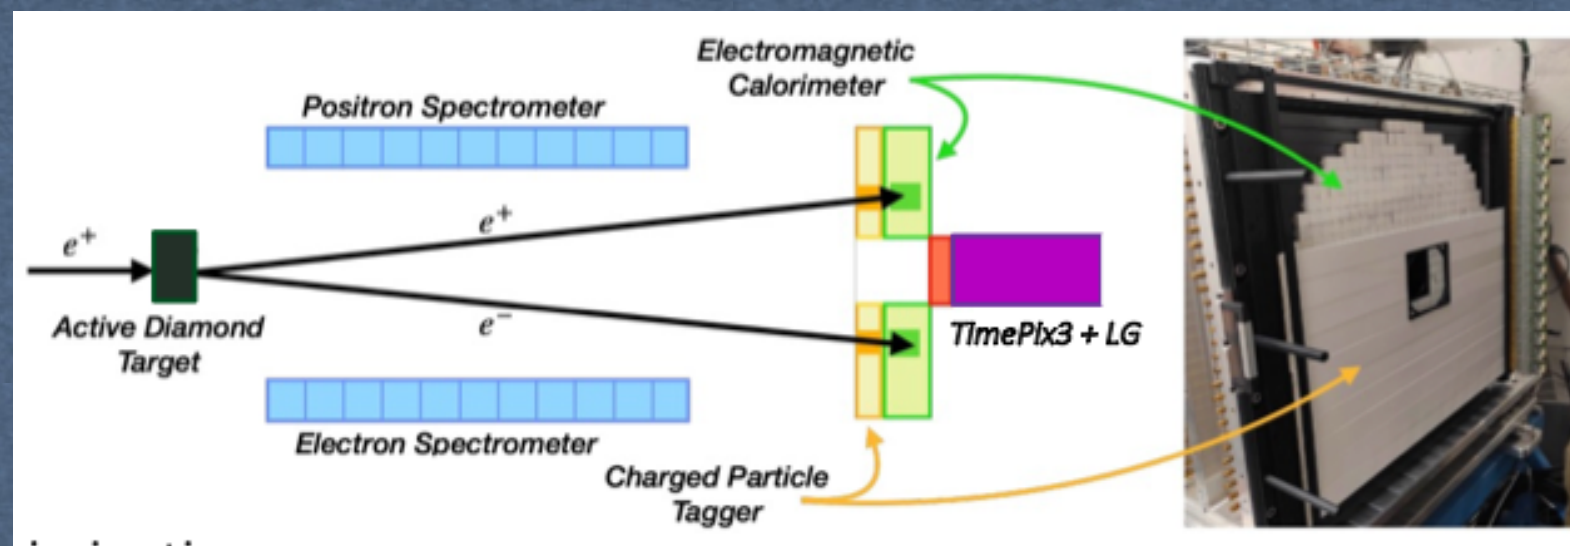 Electromagnetic
Calorimeter
Positron Spectrometer
e⁺
e⁺
e⁻
Active Diamond
Target
TimePix3 + LG
Electron Spectrometer
Charged Particle
Tagger